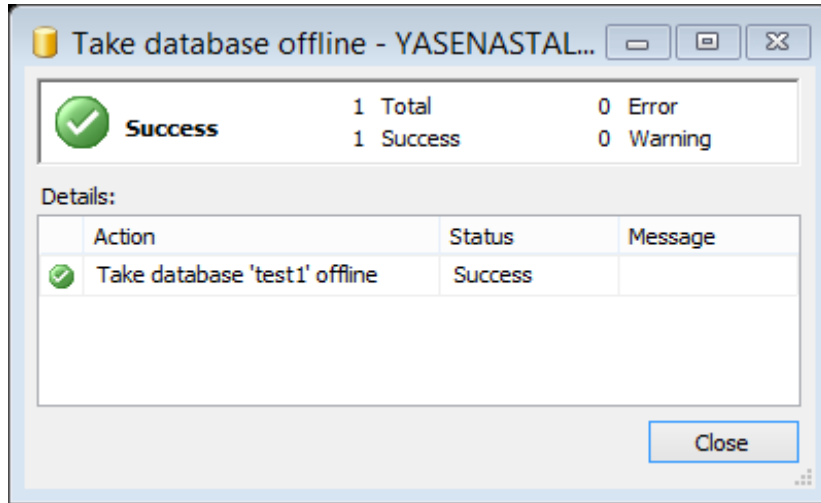 Take database offline - YASENASTAL...
Success
1 Total 0 Error
1 Success 0 Warning
Details:
Action Status Message
Take database 'test1' offline Success
Close